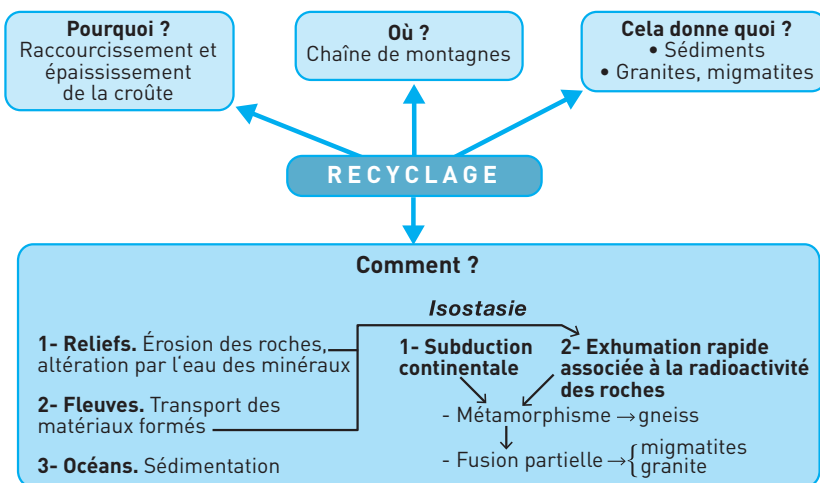 Pourquoi ?
Raccourcissement et
épaississement
de la croûte
Où ?
Chaîne de montagnes
Cela donne quoi ?
• Sédiments
• Granites, migmatites
RECYCLAGE
Comment ?
Isostasie
1- Reliefs. Érosion des roches,
altération par l'eau des minéraux
2- Fleuves. Transport des
matériaux formés
3- Océans. Sédimentation
1- Subduction
continentale
2- Exhumation rapide
associée à la radioactivité
des roches
- Métamorphisme → gneiss
- Fusion partielle → { migmatites
granite